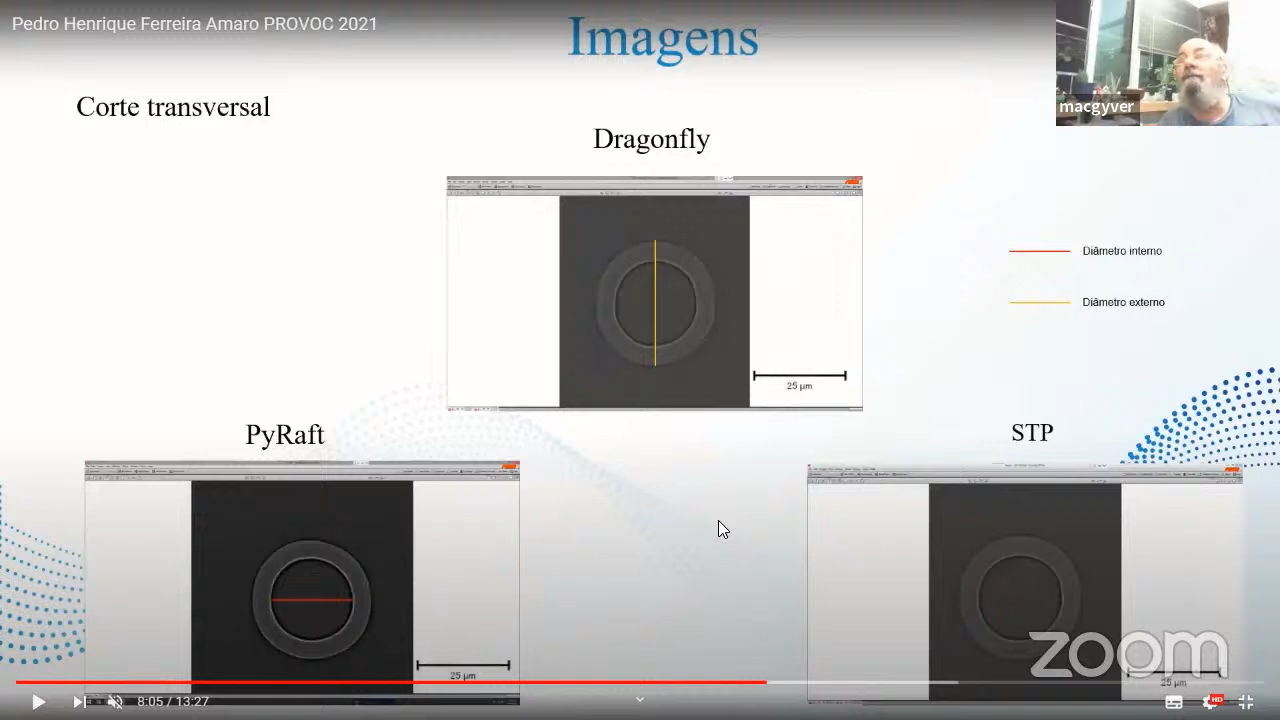 Pedro Henrique Ferreira Amaro PROVOC 2021
Imagens
macgyver
Corte transversal
Dragonfly
Diâmetro interno
Diâmetro externo
25 µm
PyRaft
STP
25 µm
zoom
25 µm
8:05 / 13:27
HD